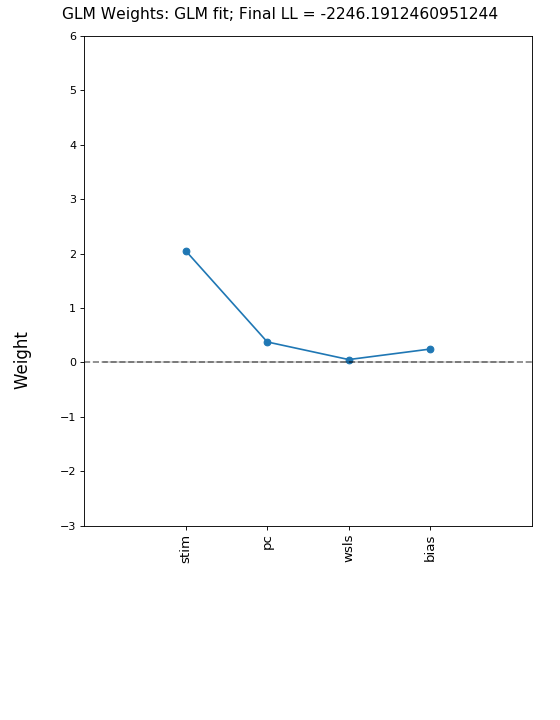 GLM Weights: GLM fit; Final LL = -2246.1912460951244
6
5
4
3
2
1
0
−1
−2
−3
Weight
stim
pc
wsls
bias